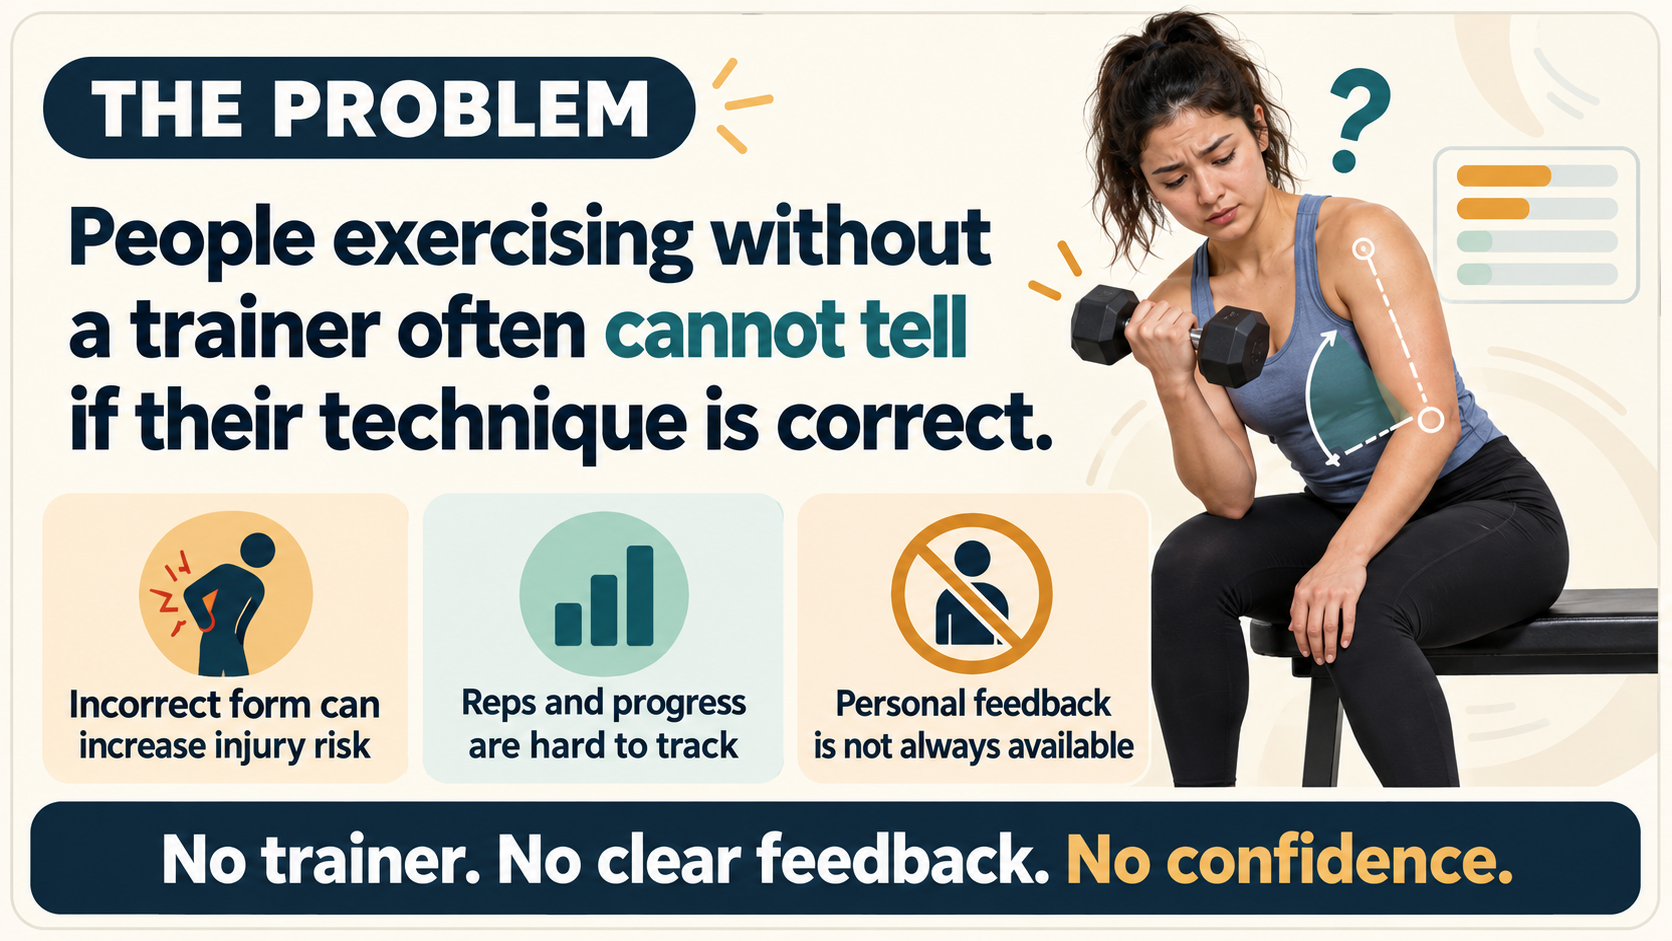 THE PROBLEM
People exercising without
a trainer often cannot tell
if their technique is correct.
?
Incorrect form can
increase injury risk
Reps and progress
are hard to track
Personal feedback
is not always available
No trainer. No clear feedback. No confidence.